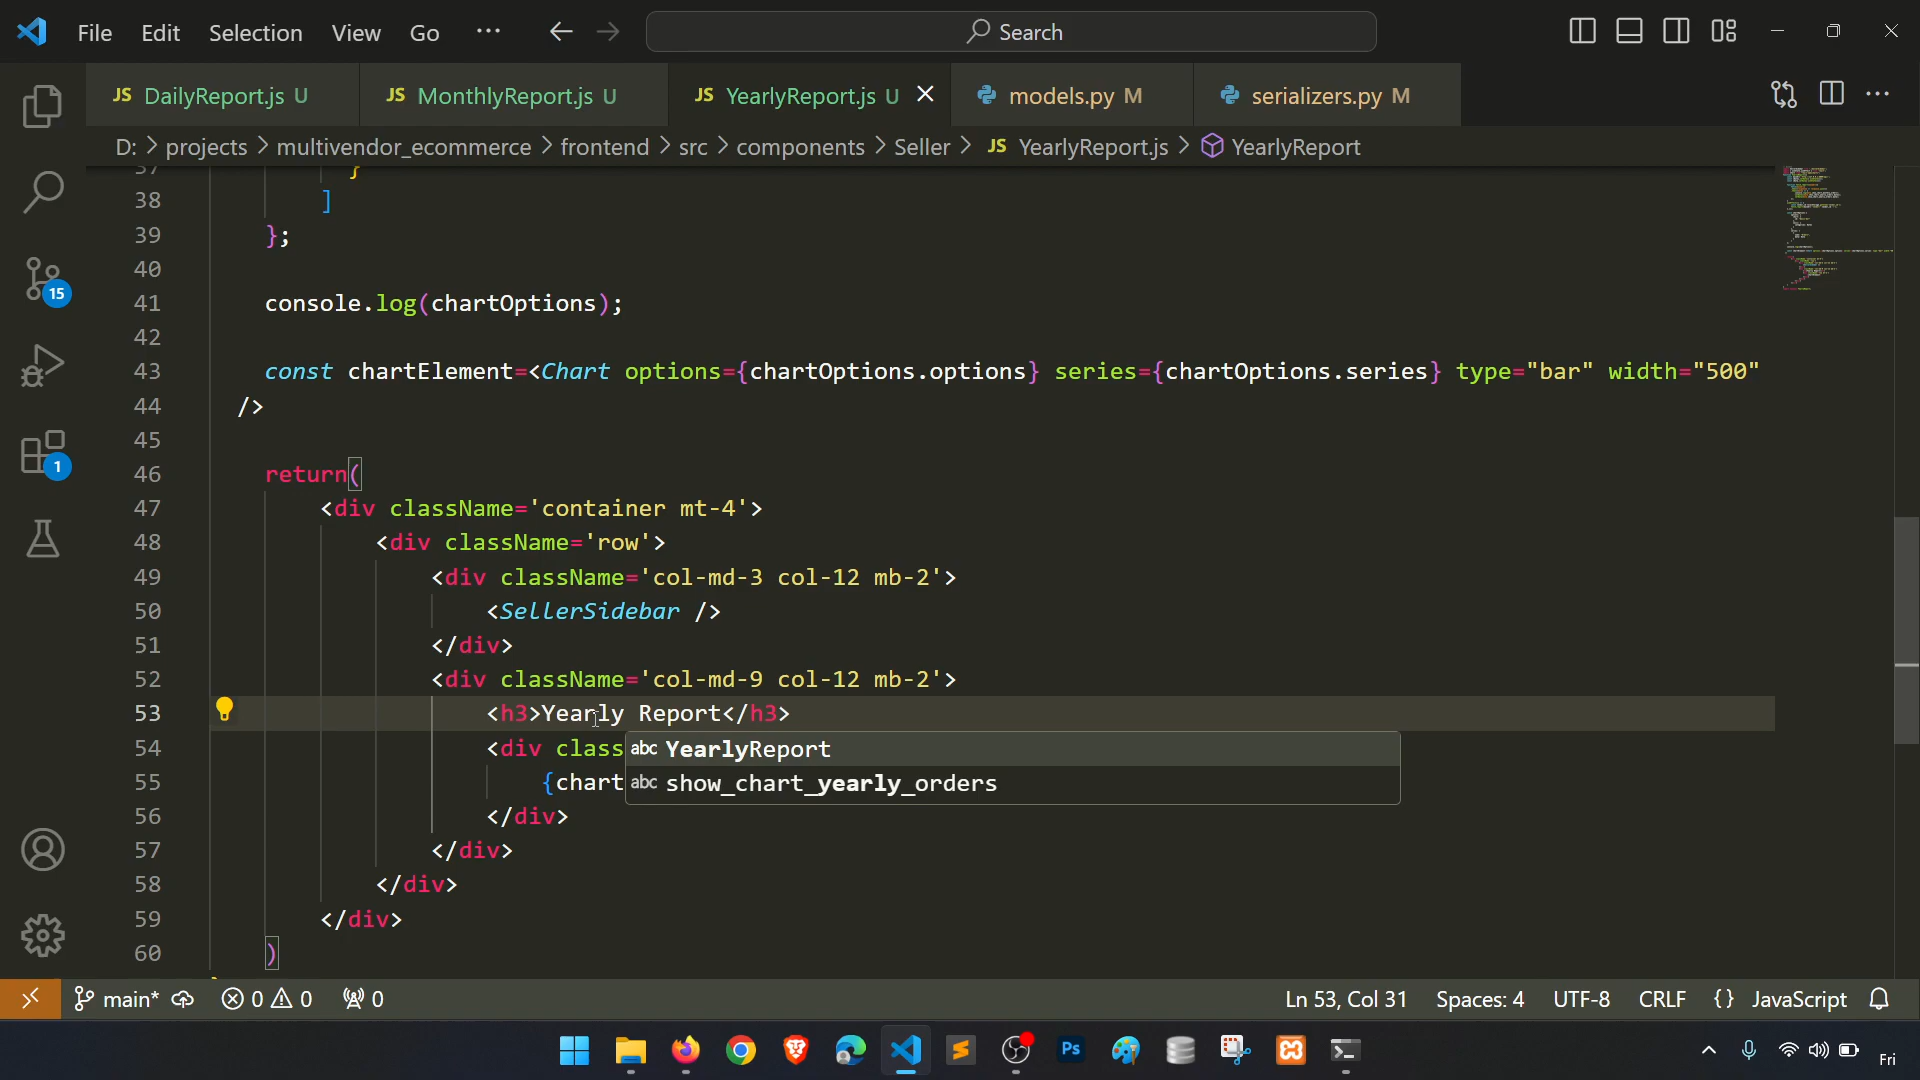 File Edit Selection View Go ··· Search
JS DailyReport.js U JS MonthlyReport.js U JS YearlyReport.js U models.py M serializers.py M
D: > projects > multivendor_ecommerce > frontend > src > components > Seller > JS YearlyReport.js > YearlyReport
37 }
38 ]
39 };
40
41 console.log(chartOptions);
42
43 const chartElement=<Chart options={chartOptions.options} series={chartOptions.series} type="bar" width="500"
44 />
45
46 return(
47 <div className='container mt-4'>
48 <div className='row'>
49 <div className='col-md-3 col-12 mb-2'>
50 <SellerSidebar />
51 </div>
52 <div className='col-md-9 col-12 mb-2'>
53 <h3>Yearly Report</h3>
54 <div class abc YearlyReport
55 {chart abc show_chart_yearly_orders
56 </div>
57 </div>
58 </div>
59 </div>
60 )
15
1
main* 0 0 0 Ln 53, Col 31 Spaces: 4 UTF-8 CRLF {} JavaScript
Ps Fri